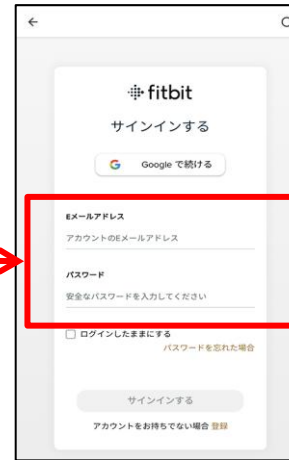 fitbit
サインインする
Google で続ける
Eメールアドレス
アカウントのEメールアドレス
パスワード
安全なパスワードを入力してください
ログインしたままにする
パスワードを忘れた場合
サインインする
アカウントをお持ちでない場合 登録